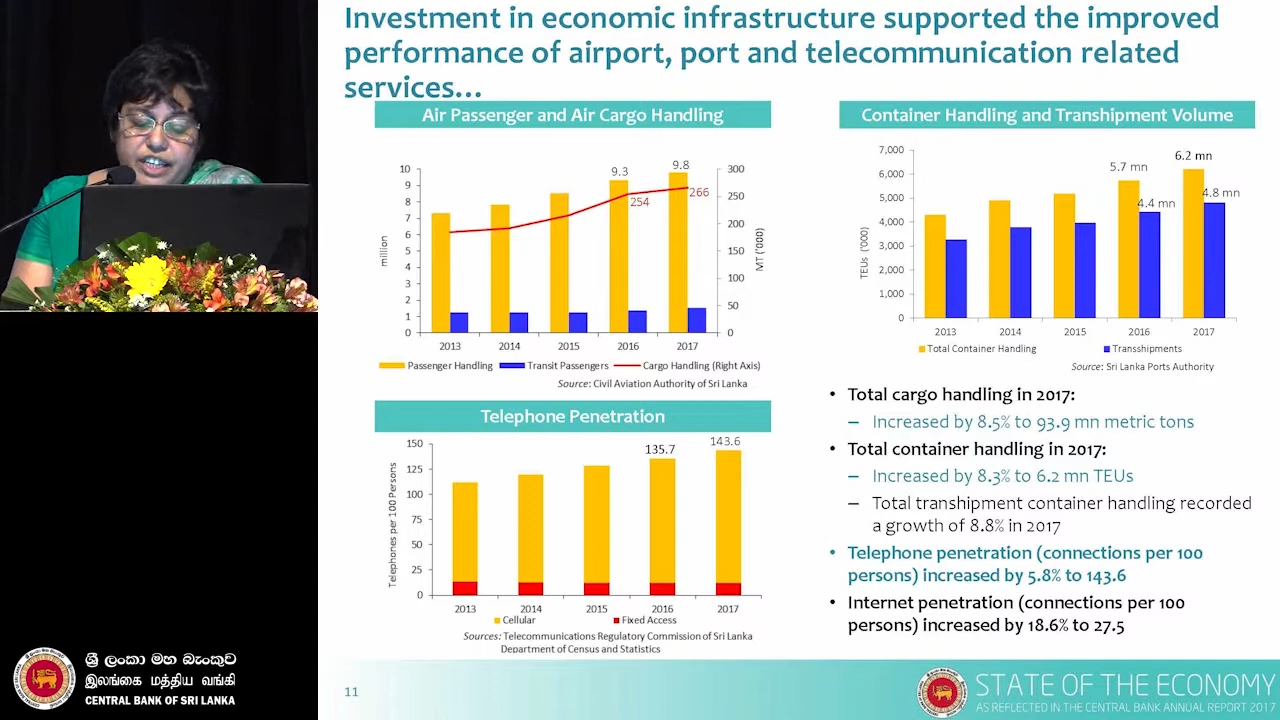 Investment in economic infrastructure supported the improved
performance of airport, port and telecommunication related
services…
Air Passenger and Air Cargo Handling
million
10
9
8
7
6
5
4
3
2
1
0
9.3
9.8
254
266
300
250
200
150
100
50
0
MT ('000)
2013 2014 2015 2016 2017
Passenger Handling Transit Passengers Cargo Handling (Right Axis)
Source: Civil Aviation Authority of Sri Lanka
Telephone Penetration
Telephones per 100 Persons
150
125
100
75
50
25
0
135.7
143.6
2013 2014 2015 2016 2017
Cellular Fixed Access
Sources: Telecommunications Regulatory Commission of Sri Lanka
Department of Census and Statistics
Container Handling and Transhipment Volume
TEUs ('000)
7,000
6,000
5,000
4,000
3,000
2,000
1,000
0
5.7 mn
6.2 mn
4.4 mn
4.8 mn
2013 2014 2015 2016 2017
Total Container Handling Transshipments
Source: Sri Lanka Ports Authority
• Total cargo handling in 2017:
– Increased by 8.5% to 93.9 mn metric tons
• Total container handling in 2017:
– Increased by 8.3% to 6.2 mn TEUs
– Total transhipment container handling recorded
a growth of 8.8% in 2017
• Telephone penetration (connections per 100
persons) increased by 5.8% to 143.6
• Internet penetration (connections per 100
persons) increased by 18.6% to 27.5
ශ්‍රී ලංකා මහ බැංකුව
இலங்கை மத்திய வங்கி
CENTRAL BANK OF SRI LANKA
11
STATE OF THE ECONOMY
AS REFLECTED IN THE CENTRAL BANK ANNUAL REPORT 2017